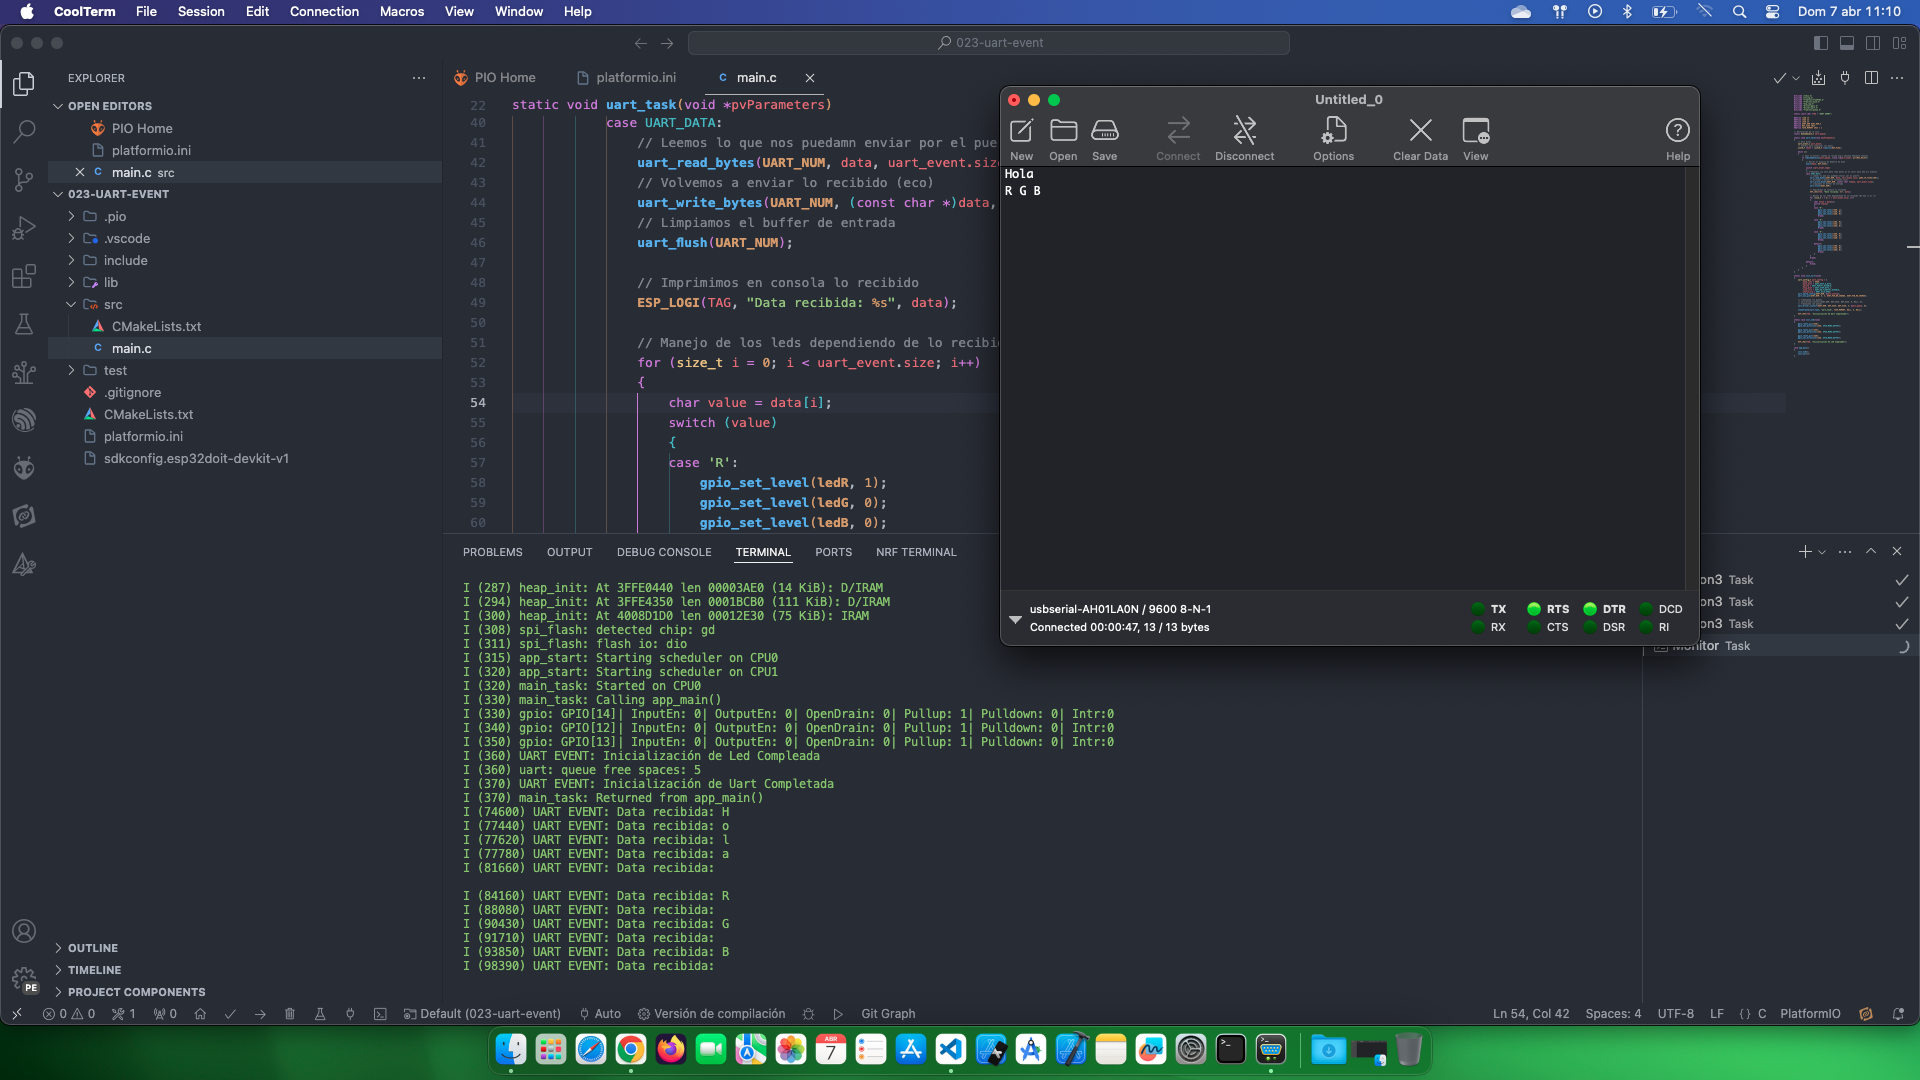 CoolTerm File Session Edit Connection Macros View Window Help Dom 7 abr 11:10
023-uart-event
EXPLORER
OPEN EDITORS
PIO Home
platformio.ini
main.c src
023-UART-EVENT
.pio
.vscode
include
lib
src
CMakeLists.txt
main.c
test
.gitignore
CMakeLists.txt
platformio.ini
sdkconfig.esp32doit-devkit-v1
OUTLINE
TIMELINE
PROJECT COMPONENTS
PE
PIO Home platformio.ini C main.c
22 static void uart_task(void *pvParameters)
40 case UART_DATA:
41 // Leemos lo que nos puedamn enviar por el pue
42 uart_read_bytes(UART_NUM, data, uart_event.size
43 // Volvemos a enviar lo recibido (eco)
44 uart_write_bytes(UART_NUM, (const char *)data,
45 // Limpiamos el buffer de entrada
46 uart_flush(UART_NUM);
47
48 // Imprimimos en consola lo recibido
49 ESP_LOGI(TAG, "Data recibida: %s", data);
50
51 // Manejo de los leds dependiendo de lo recibi
52 for (size_t i = 0; i < uart_event.size; i++)
53 {
54 char value = data[i];
55 switch (value)
56 {
57 case 'R':
58 gpio_set_level(ledR, 1);
59 gpio_set_level(ledG, 0);
60 gpio_set_level(ledB, 0);
Untitled_0
New Open Save Connect Disconnect Options Clear Data View Help
Hola
R G B
usbserial-AH01LA0N / 9600 8-N-1
Connected 00:00:47, 13 / 13 bytes
TX RTS DTR DCD
RX CTS DSR RI
PROBLEMS OUTPUT DEBUG CONSOLE TERMINAL PORTS NRF TERMINAL
I (287) heap_init: At 3FFE0440 len 00003AE0 (14 KiB): D/IRAM
I (294) heap_init: At 3FFE4350 len 0001BCB0 (111 KiB): D/IRAM
I (300) heap_init: At 4008D1D0 len 00012E30 (75 KiB): IRAM
I (308) spi_flash: detected chip: gd
I (311) spi_flash: flash io: dio
I (315) app_start: Starting scheduler on CPU0
I (320) app_start: Starting scheduler on CPU1
I (320) main_task: Started on CPU0
I (330) main_task: Calling app_main()
I (330) gpio: GPIO[14]| InputEn: 0| OutputEn: 0| OpenDrain: 0| Pullup: 1| Pulldown: 0| Intr:0
I (340) gpio: GPIO[12]| InputEn: 0| OutputEn: 0| OpenDrain: 0| Pullup: 1| Pulldown: 0| Intr:0
I (350) gpio: GPIO[13]| InputEn: 0| OutputEn: 0| OpenDrain: 0| Pullup: 1| Pulldown: 0| Intr:0
I (360) UART EVENT: Inicialización de Led Compleada
I (360) uart: queue free spaces: 5
I (370) UART EVENT: Inicialización de Uart Completada
I (370) main_task: Returned from app_main()
I (74600) UART EVENT: Data recibida: H
I (77440) UART EVENT: Data recibida: o
I (77620) UART EVENT: Data recibida: l
I (77780) UART EVENT: Data recibida: a
I (81660) UART EVENT: Data recibida:
I (84160) UART EVENT: Data recibida: R
I (88080) UART EVENT: Data recibida:
I (90430) UART EVENT: Data recibida: G
I (91710) UART EVENT: Data recibida:
I (93850) UART EVENT: Data recibida: B
I (98390) UART EVENT: Data recibida:
on3 Task
on3 Task
on3 Task
Monitor Task
0 0 1 0 Default (023-uart-event) Auto Versión de compilación Git Graph Ln 54, Col 42 Spaces: 4 UTF-8 LF {} C PlatformIO
ABR
7